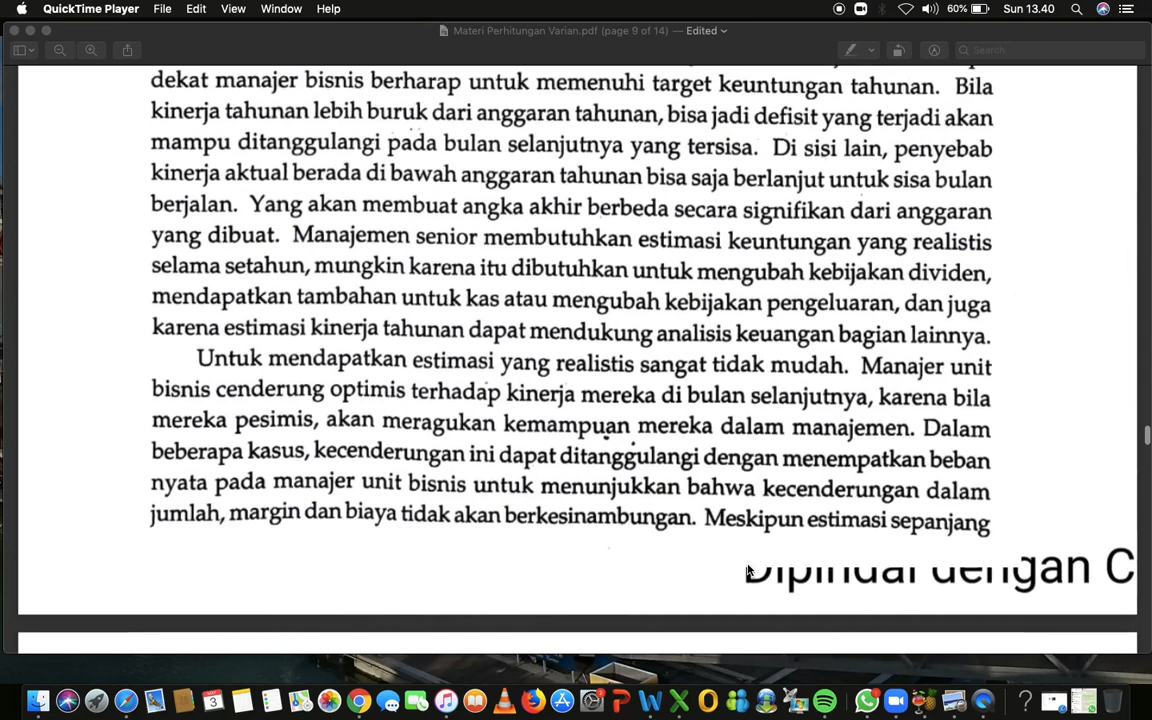 QuickTime Player File Edit View Window Help 60% Sun 13.40
Materi Perhitungan Varian.pdf (page 9 of 14) — Edited
Search
dekat manajer bisnis berharap untuk memenuhi target keuntungan tahunan. Bila
kinerja tahunan lebih buruk dari anggaran tahunan, bisa jadi defisit yang terjadi akan
mampu ditanggulangi pada bulan selanjutnya yang tersisa. Di sisi lain, penyebab
kinerja aktual berada di bawah anggaran tahunan bisa saja berlanjut untuk sisa bulan
berjalan. Yang akan membuat angka akhir berbeda secara signifikan dari anggaran
yang dibuat. Manajemen senior membutuhkan estimasi keuntungan yang realistis
selama setahun, mungkin karena itu dibutuhkan untuk mengubah kebijakan dividen,
mendapatkan tambahan untuk kas atau mengubah kebijakan pengeluaran, dan juga
karena estimasi kinerja tahunan dapat mendukung analisis keuangan bagian lainnya.
Untuk mendapatkan estimasi yang realistis sangat tidak mudah. Manajer unit
bisnis cenderung optimis terhadap kinerja mereka di bulan selanjutnya, karena bila
mereka pesimis, akan meragukan kemampuan mereka dalam manajemen. Dalam
beberapa kasus, kecenderungan ini dapat ditanggulangi dengan menempatkan beban
nyata pada manajer unit bisnis untuk menunjukkan bahwa kecenderungan dalam
jumlah, margin dan biaya tidak akan berkesinambungan. Meskipun estimasi sepanjang
Dipindai dengan C